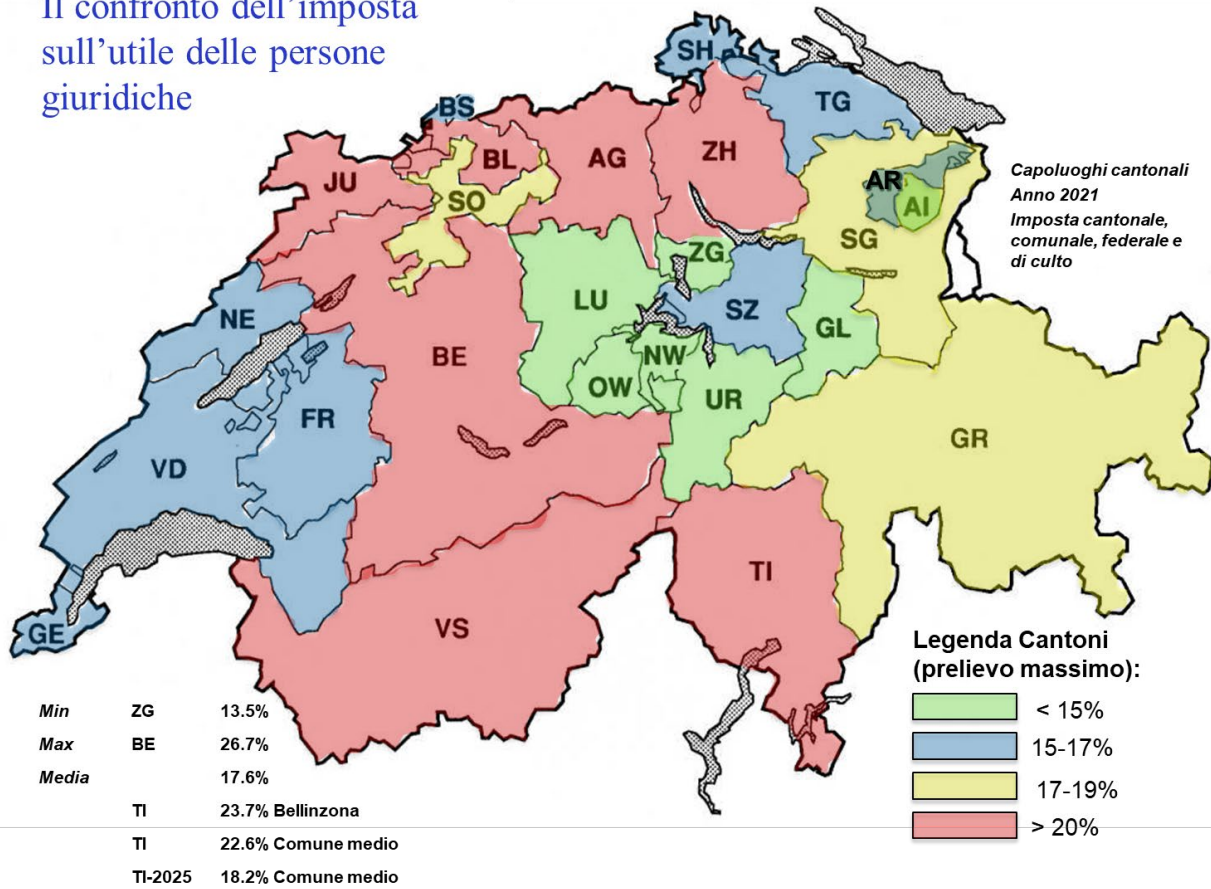 Il confronto dell'imposta
sull'utile delle persone
giuridiche
SH
BS
TG
BL
AG
ZH
JU
AR
AI
SO
SG
ZG
LU
SZ
NE
GL
NW
BE
OW
UR
FR
GR
VD
TI
VS
GE
Capoluoghi cantonali
Anno 2021
Imposta cantonale,
comunale, federale e
di culto
Legenda Cantoni
(prelievo massimo):
< 15%
15-17%
17-19%
> 20%
Min ZG 13.5%
Max BE 26.7%
Media 17.6%
TI 23.7% Bellinzona
TI 22.6% Comune medio
TI-2025 18.2% Comune medio